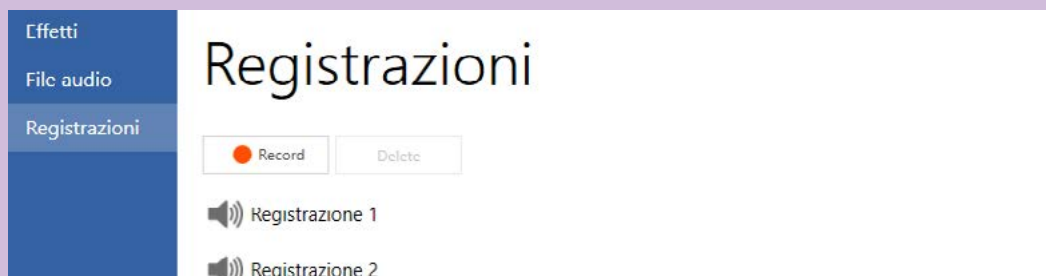 Effetti
File audio
Registrazioni
Registrazioni
Record Delete
Registrazione 1
Registrazione 2